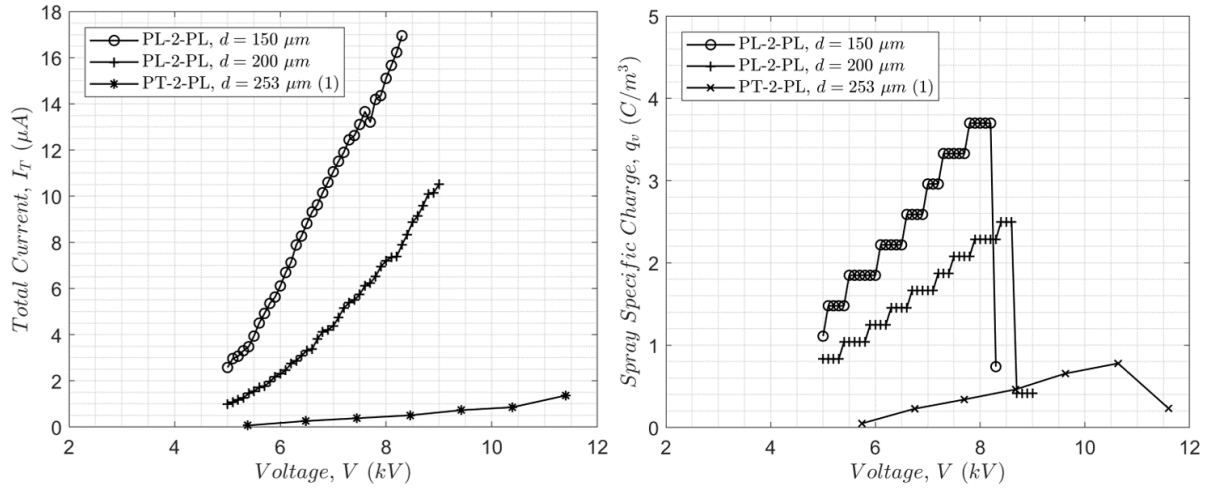 18
16
14
12
10
8
6
4
2
0
Total Current, I_T (μA)
PL-2-PL, d = 150 μm
PL-2-PL, d = 200 μm
PT-2-PL, d = 253 μm (1)
2 4 6 8 10 12
Voltage, V (kV)
5
4
3
2
1
0
Spray Specific Charge, q_v (C/m³)
PL-2-PL, d = 150 μm
PL-2-PL, d = 200 μm
PT-2-PL, d = 253 μm (1)
2 4 6 8 10 12
Voltage, V (kV)